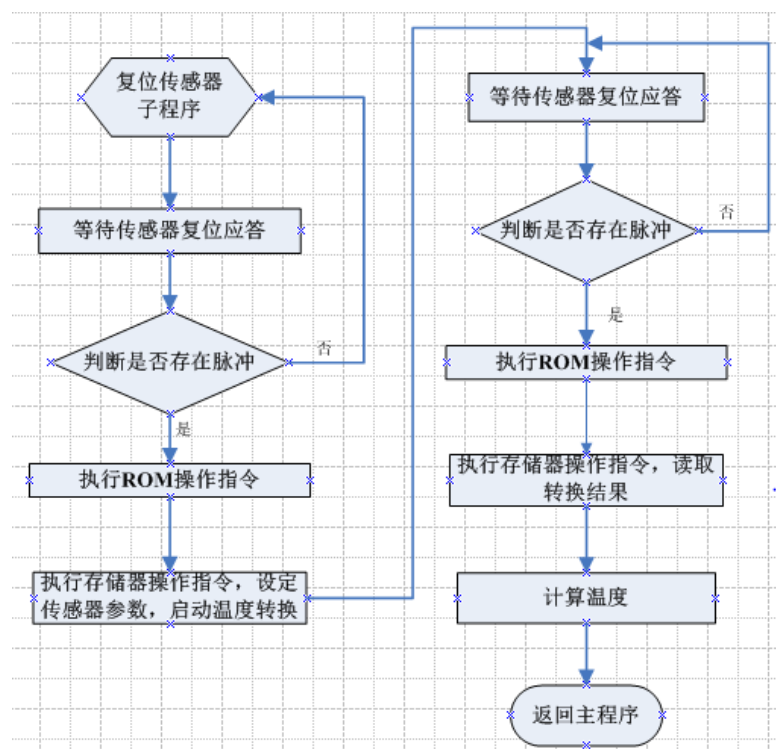 复位传感器
子程序
等待传感器复位应答
判断是否存在脉冲
否
是
执行ROM操作指令
执行存储器操作指令，设定
传感器参数，启动温度转换
等待传感器复位应答
判断是否存在脉冲
否
是
执行ROM操作指令
执行存储器操作指令，读取
转换结果
计算温度
返回主程序